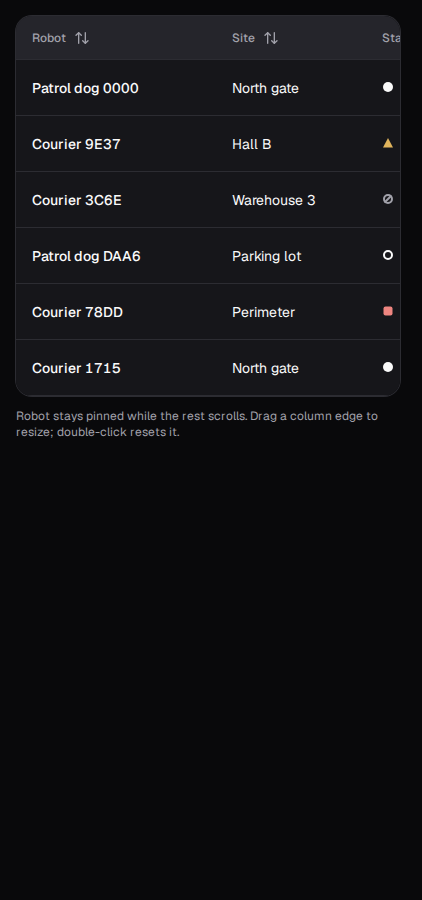 Robot Site Sta
Patrol dog 0000 North gate
Courier 9E37 Hall B
Courier 3C6E Warehouse 3
Patrol dog DAA6 Parking lot
Courier 78DD Perimeter
Courier 1715 North gate
Robot stays pinned while the rest scrolls. Drag a column edge to
resize; double-click resets it.